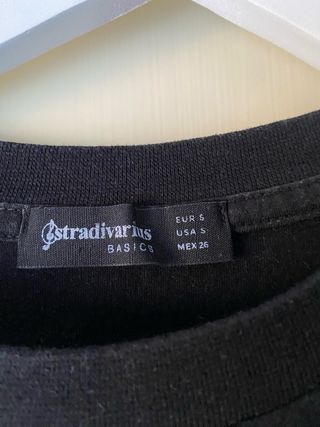 stradivarius
BASICS
EUR S
USA S
MEX 26